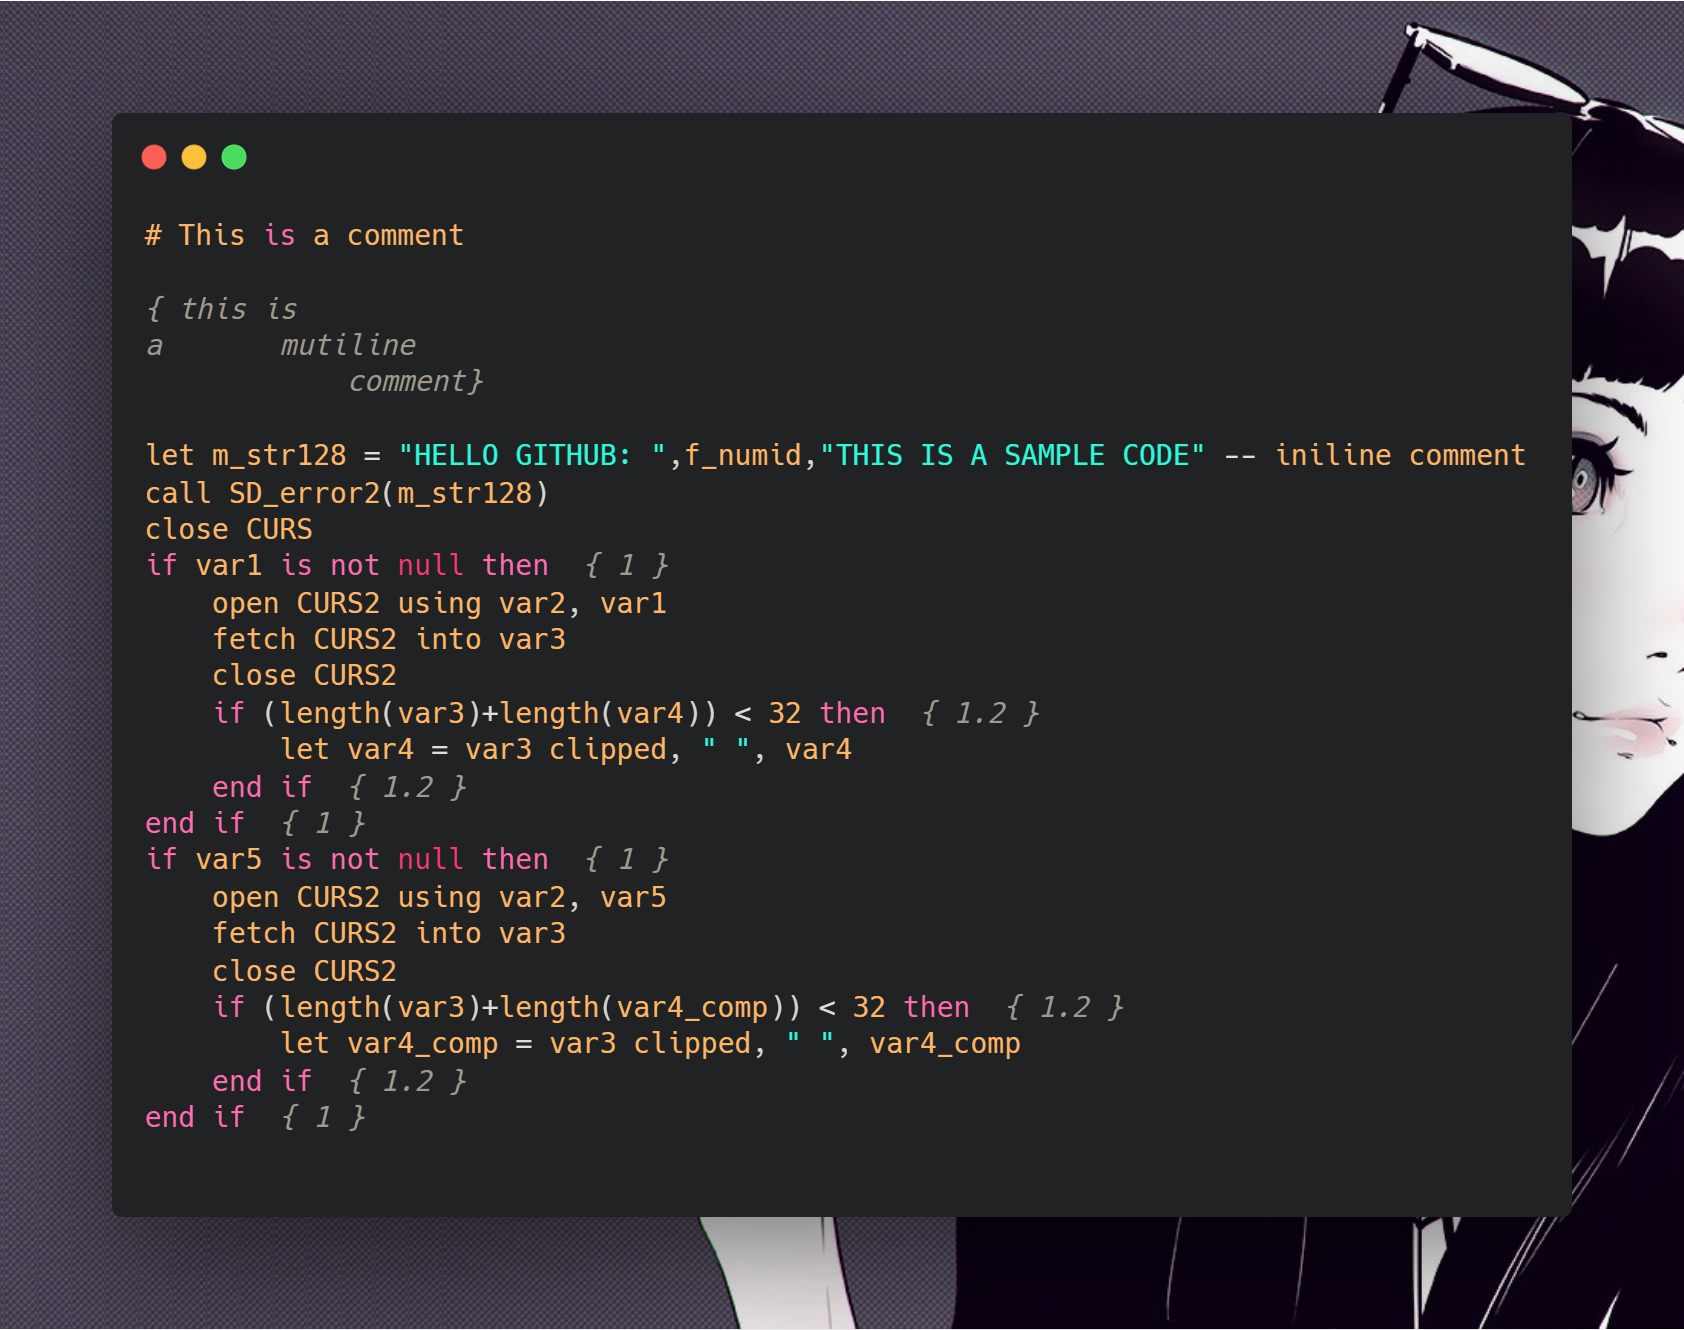 # This is a comment
{ this is
a       mutiline
            comment}
let m_str128 = "HELLO GITHUB: ",f_numid,"THIS IS A SAMPLE CODE" -- iniline comment
call SD_error2(m_str128)
close CURS
if var1 is not null then  { 1 }
    open CURS2 using var2, var1
    fetch CURS2 into var3
    close CURS2
    if (length(var3)+length(var4)) < 32 then  { 1.2 }
        let var4 = var3 clipped, " ", var4
    end if  { 1.2 }
end if  { 1 }
if var5 is not null then  { 1 }
    open CURS2 using var2, var5
    fetch CURS2 into var3
    close CURS2
    if (length(var3)+length(var4_comp)) < 32 then  { 1.2 }
        let var4_comp = var3 clipped, " ", var4_comp
    end if  { 1.2 }
end if  { 1 }